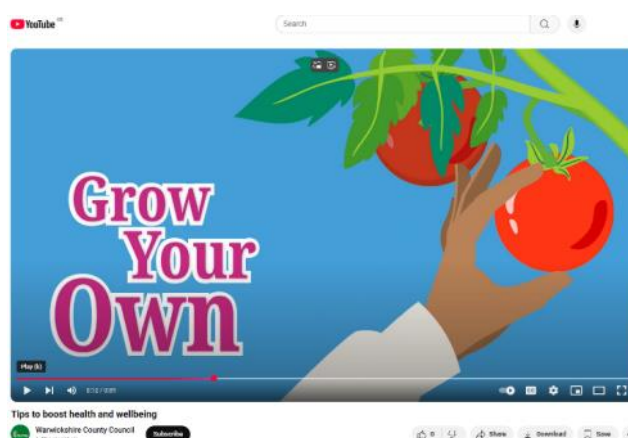 YouTube
Search
Grow
Your
Own
Play (k)
Tips to boost health and wellbeing
Warwickshire County Council
Subscribe
6
Share
Download
Save